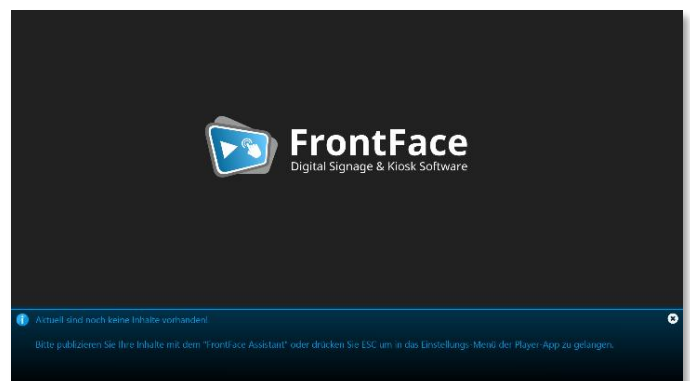 FrontFace
Digital Signage & Kiosk Software
Aktuell sind noch keine Inhalte vorhanden!
Bitte publizieren Sie Ihre Inhalte mit dem "FrontFace Assistant" oder drücken Sie ESC um in das Einstellungs-Menü der Player-App zu gelangen.